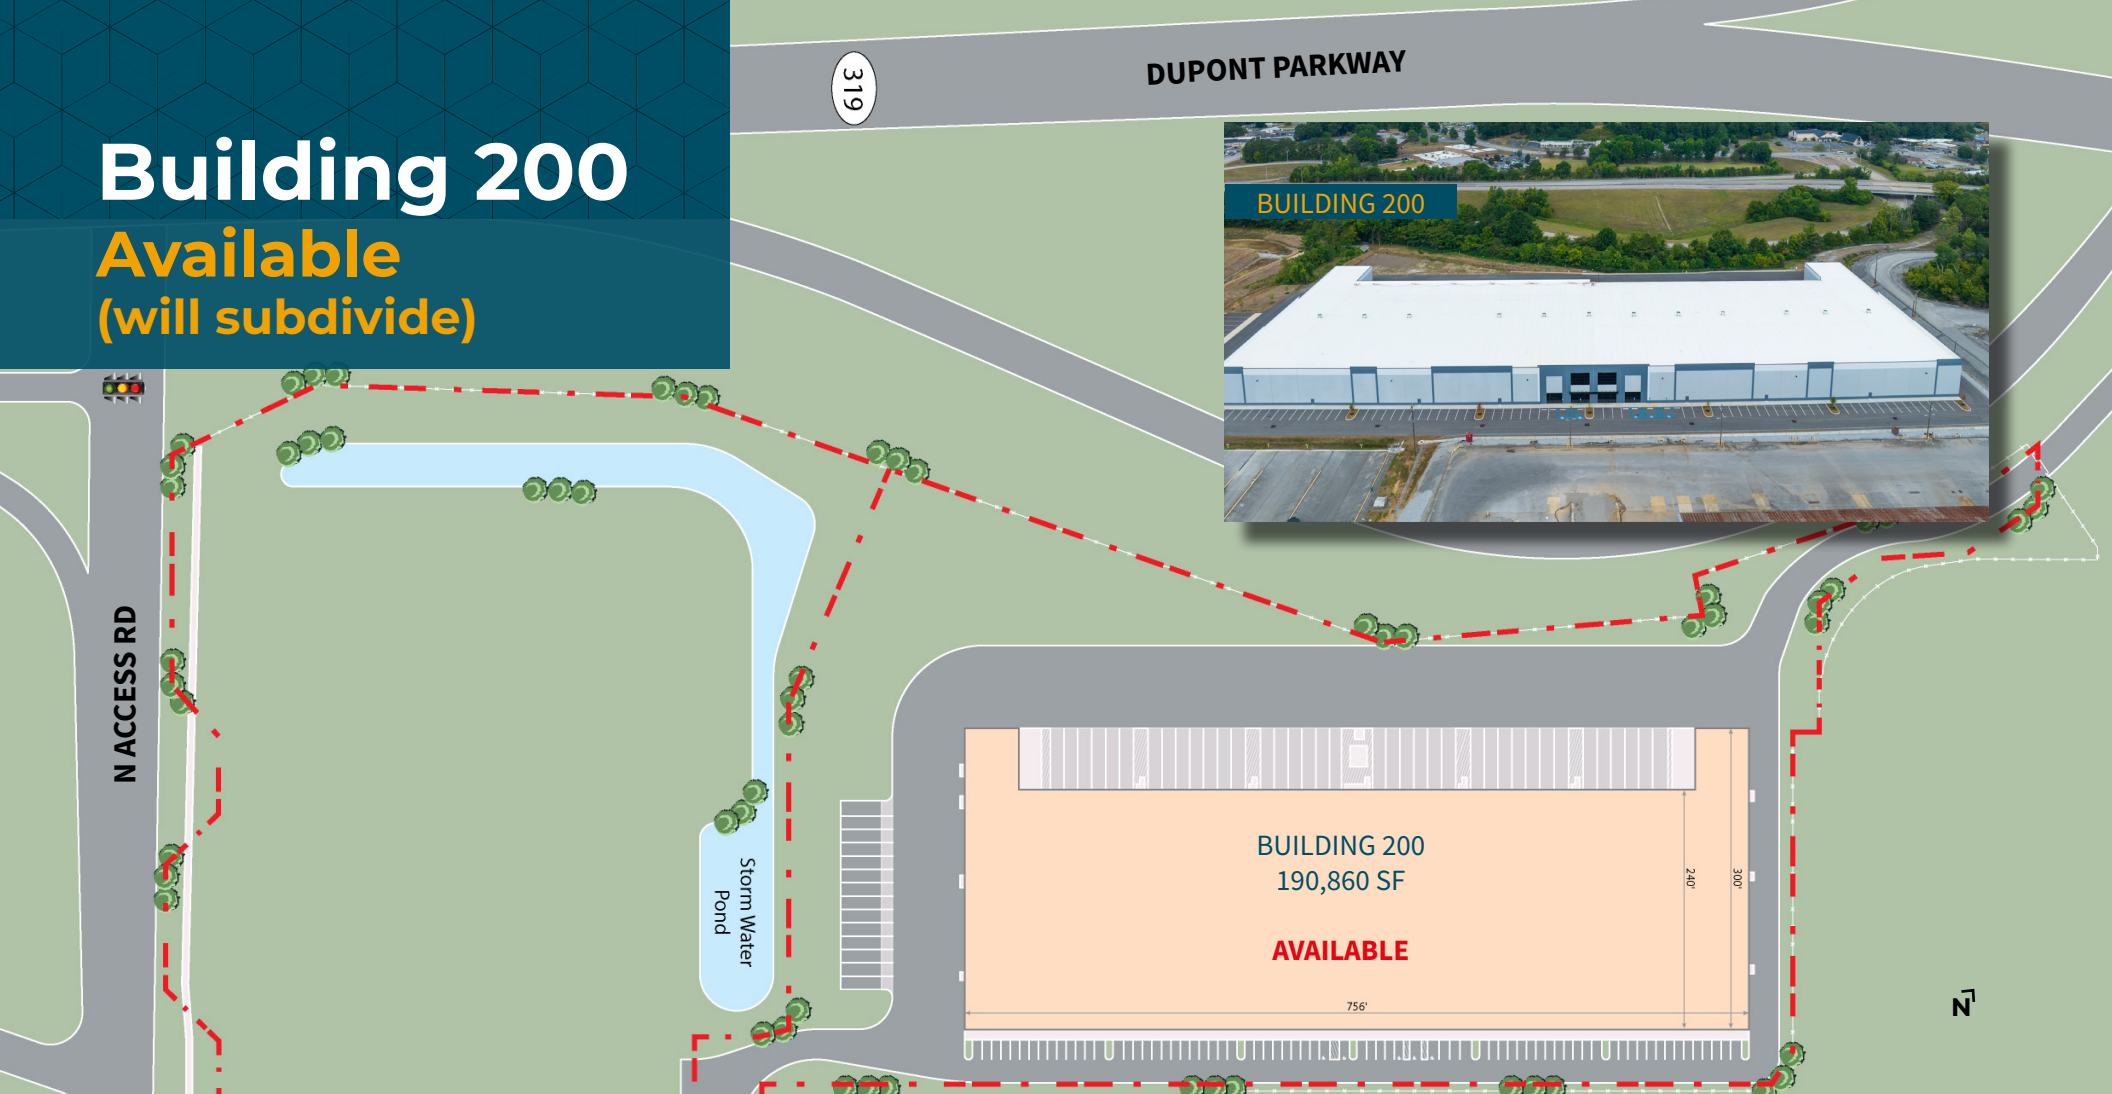 Building 200
Available
(will subdivide)
319
DUPONT PARKWAY
BUILDING 200
N ACCESS RD
Storm Water
Pond
BUILDING 200
190,860 SF
AVAILABLE
240'
300'
756'
N